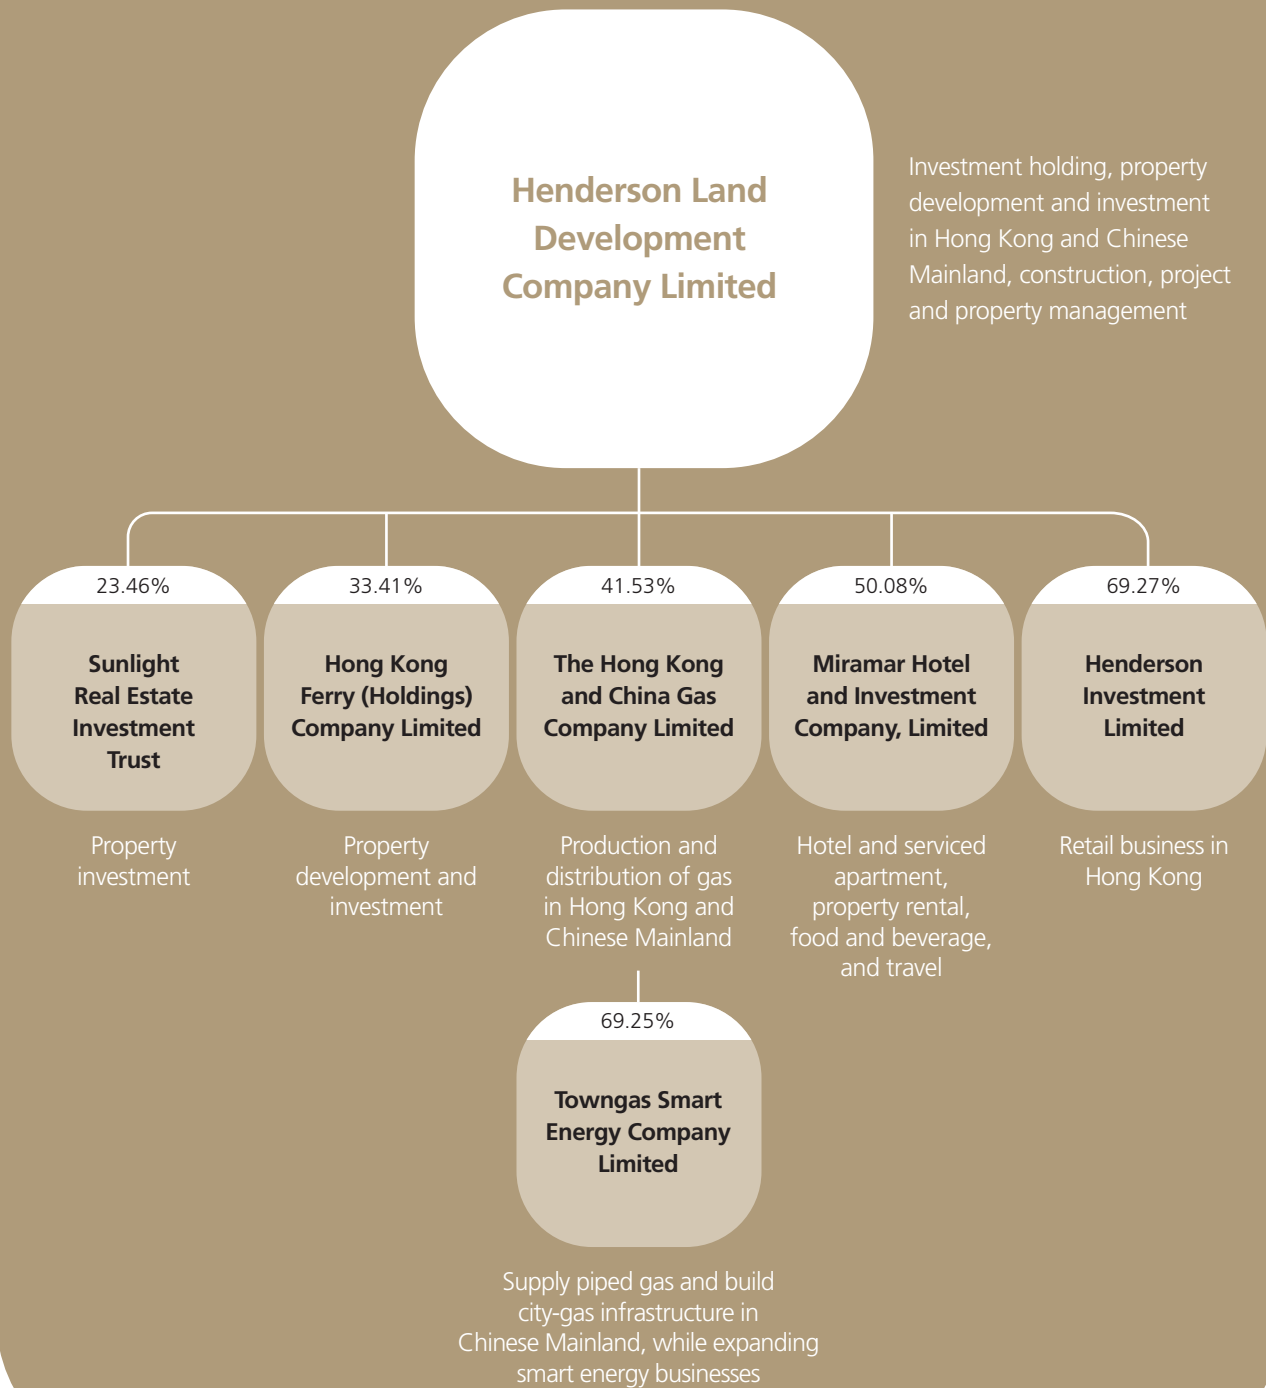 Henderson Land
Development
Company Limited
Investment holding, property
development and investment
in Hong Kong and Chinese
Mainland, construction, project
and property management
23.46%
Sunlight
Real Estate
Investment
Trust
Property
investment
33.41%
Hong Kong
Ferry (Holdings)
Company Limited
Property
development and
investment
41.53%
The Hong Kong
and China Gas
Company Limited
Production and
distribution of gas
in Hong Kong and
Chinese Mainland
50.08%
Miramar Hotel
and Investment
Company, Limited
Hotel and serviced
apartment,
property rental,
food and beverage,
and travel
69.27%
Henderson
Investment
Limited
Retail business in
Hong Kong
69.25%
Towngas Smart
Energy Company
Limited
Supply piped gas and build
city-gas infrastructure in
Chinese Mainland, while expanding
smart energy businesses